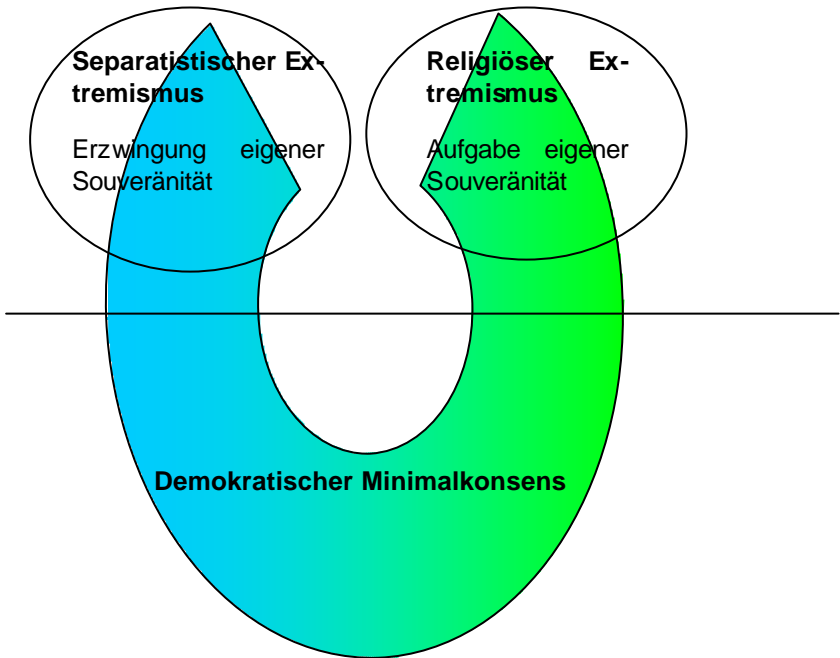 Separatistischer Ex-
tremismus
Erzwingung eigener
Souveränität
Religiöser Ex-
tremismus
Aufgabe eigener
Souveränität
Demokratischer Minimalkonsens